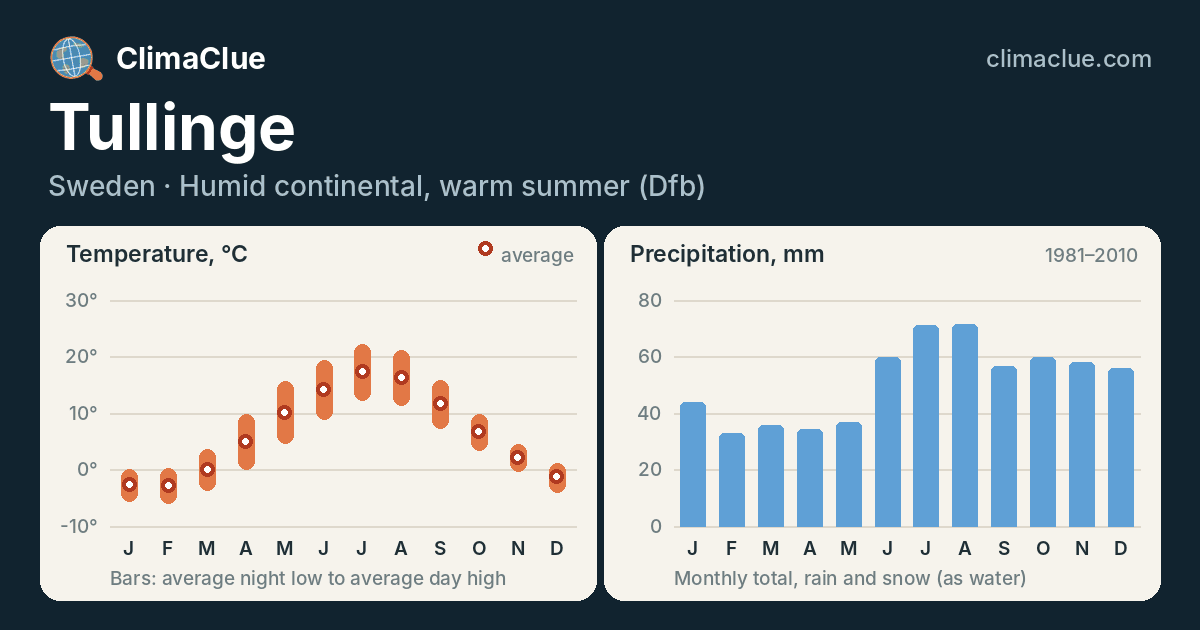 ClimaClue
climaclue.com
Tullinge
Sweden · Humid continental, warm summer (Dfb)
Temperature, °C
average
30°
20°
10°
0°
-10°
J F M A M J J A S O N D
Bars: average night low to average day high
Precipitation, mm
1981–2010
80
60
40
20
0
J F M A M J J A S O N D
Monthly total, rain and snow (as water)